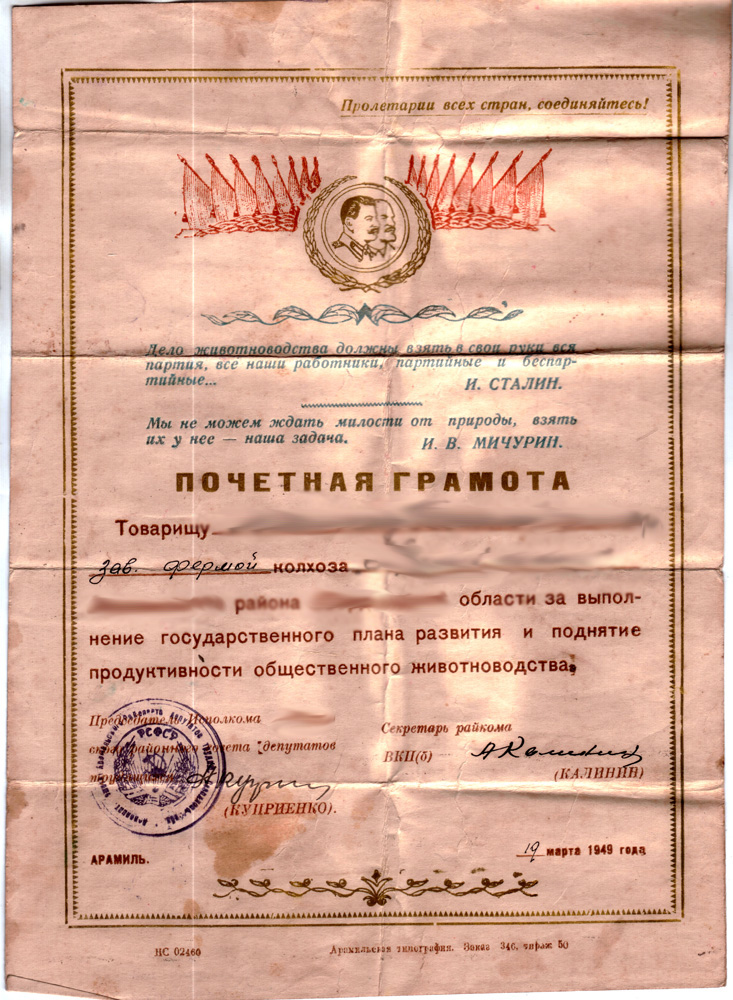 Пролетарии всех стран, соединяйтесь!
Дело животноводства должны взять в свои руки вся
партия, все наши работники, партийные и беспар-
тийные...
И. СТАЛИН.
Мы не можем ждать милости от природы, взять
их у нее — наша задача.
И. В. МИЧУРИН.
ПОЧЕТНАЯ ГРАМОТА
Товарищу
зав. фермой колхоза
района области за выпол-
нение государственного плана развития и поднятие
продуктивности общественного животноводства.
Председатель Исполкома
районного Совета депутатов
РСФСР
(КУПРИЕНКО).
Секретарь райкома
ВКП(б)
(КАЛИНИН)
АРАМИЛЬ.
19 марта 1949 года
НС 02460
Арамильская типография. Заказ 346, тираж 50